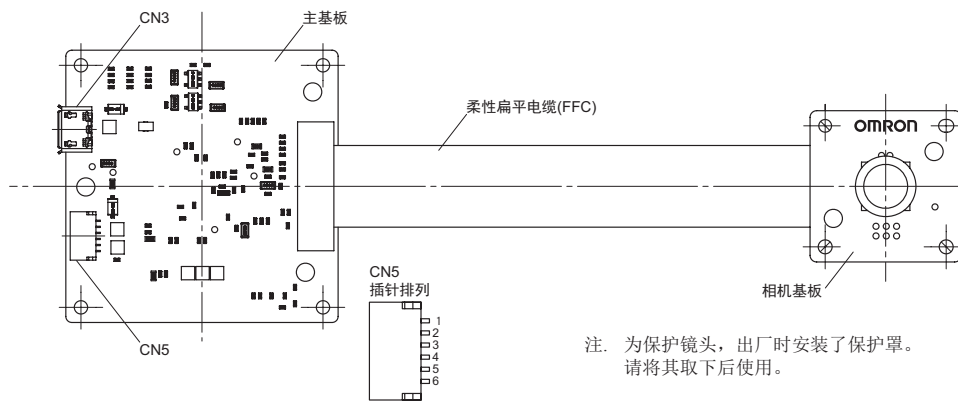 CN3
主基板
柔性扁平电缆(FFC)
OMRON
CN5
插针排列
1
2
3
4
5
6
相机基板
CN5
注. 为保护镜头，出厂时安装了保护罩。
请将其取下后使用。